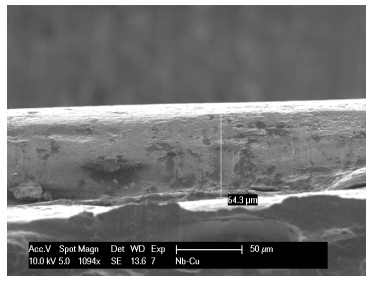 64.3 µm
Acc.V Spot Magn Det WD Exp 50 µm
10.0 kV 5.0 1094x SE 13.6 7 Nb-Cu